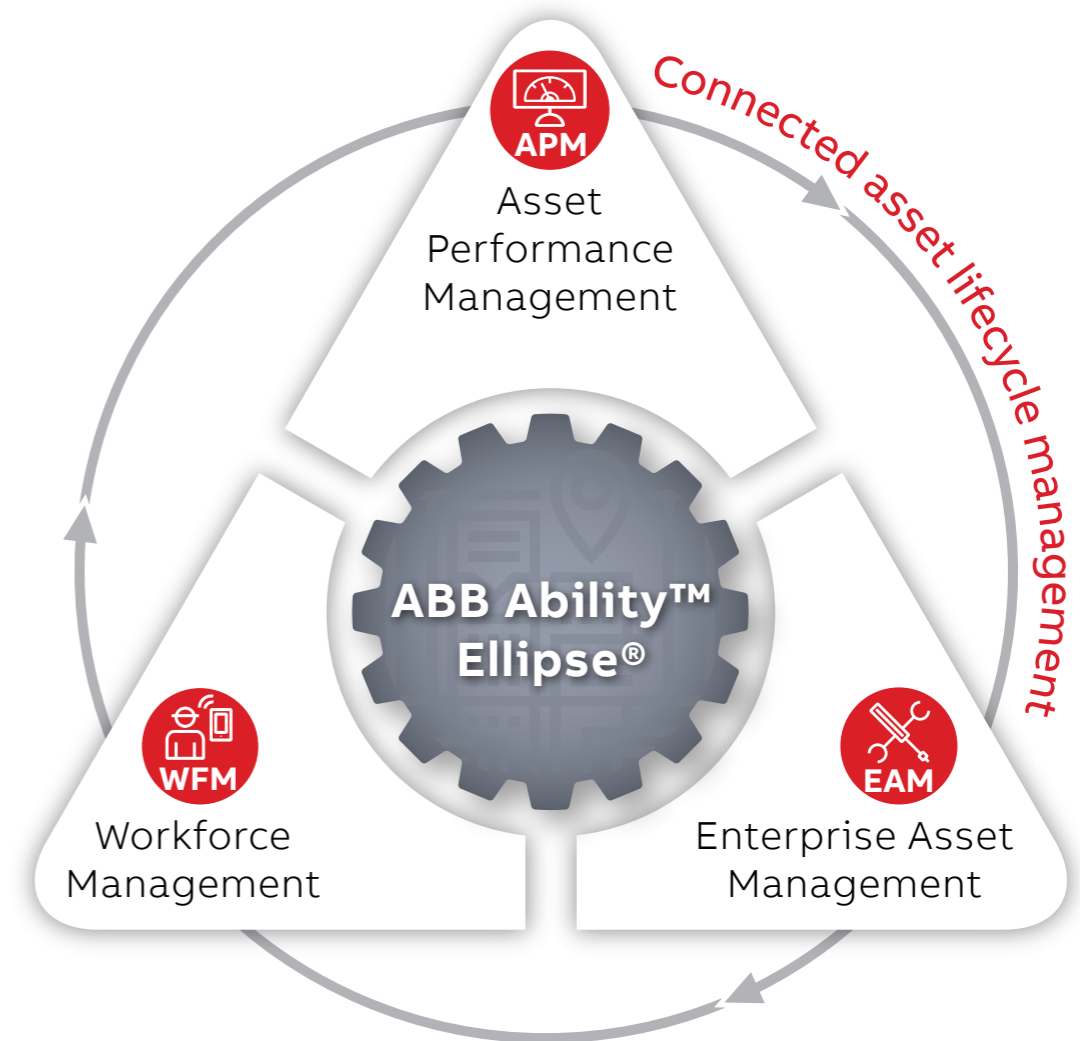 APM
Asset
Performance
Management
Connected asset lifecycle management
ABB Ability™
Ellipse®
WFM
Workforce
Management
EAM
Enterprise Asset
Management